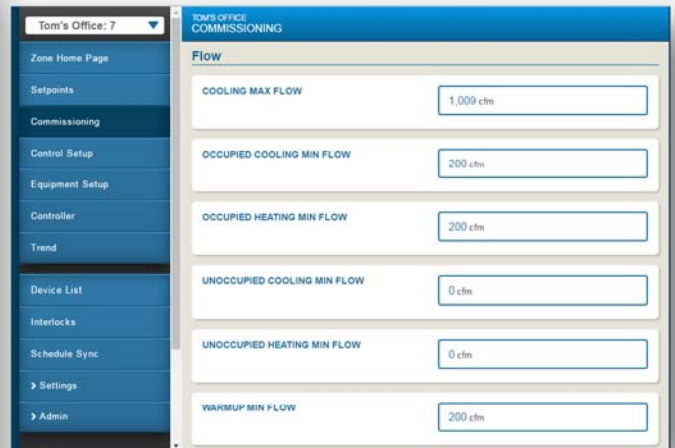 Tom's Office: 7
Zone Home Page
Setpoints
Commissioning
Control Setup
Equipment Setup
Controller
Trend
Device List
Interlocks
Schedule Sync
> Settings
> Admin
TOM'S OFFICE
COMMISSIONING
Flow
COOLING MAX FLOW
1,009 cfm
OCCUPIED COOLING MIN FLOW
200 cfm
OCCUPIED HEATING MIN FLOW
200 cfm
UNOCCUPIED COOLING MIN FLOW
0 cfm
UNOCCUPIED HEATING MIN FLOW
0 cfm
WARMUP MIN FLOW
200 cfm